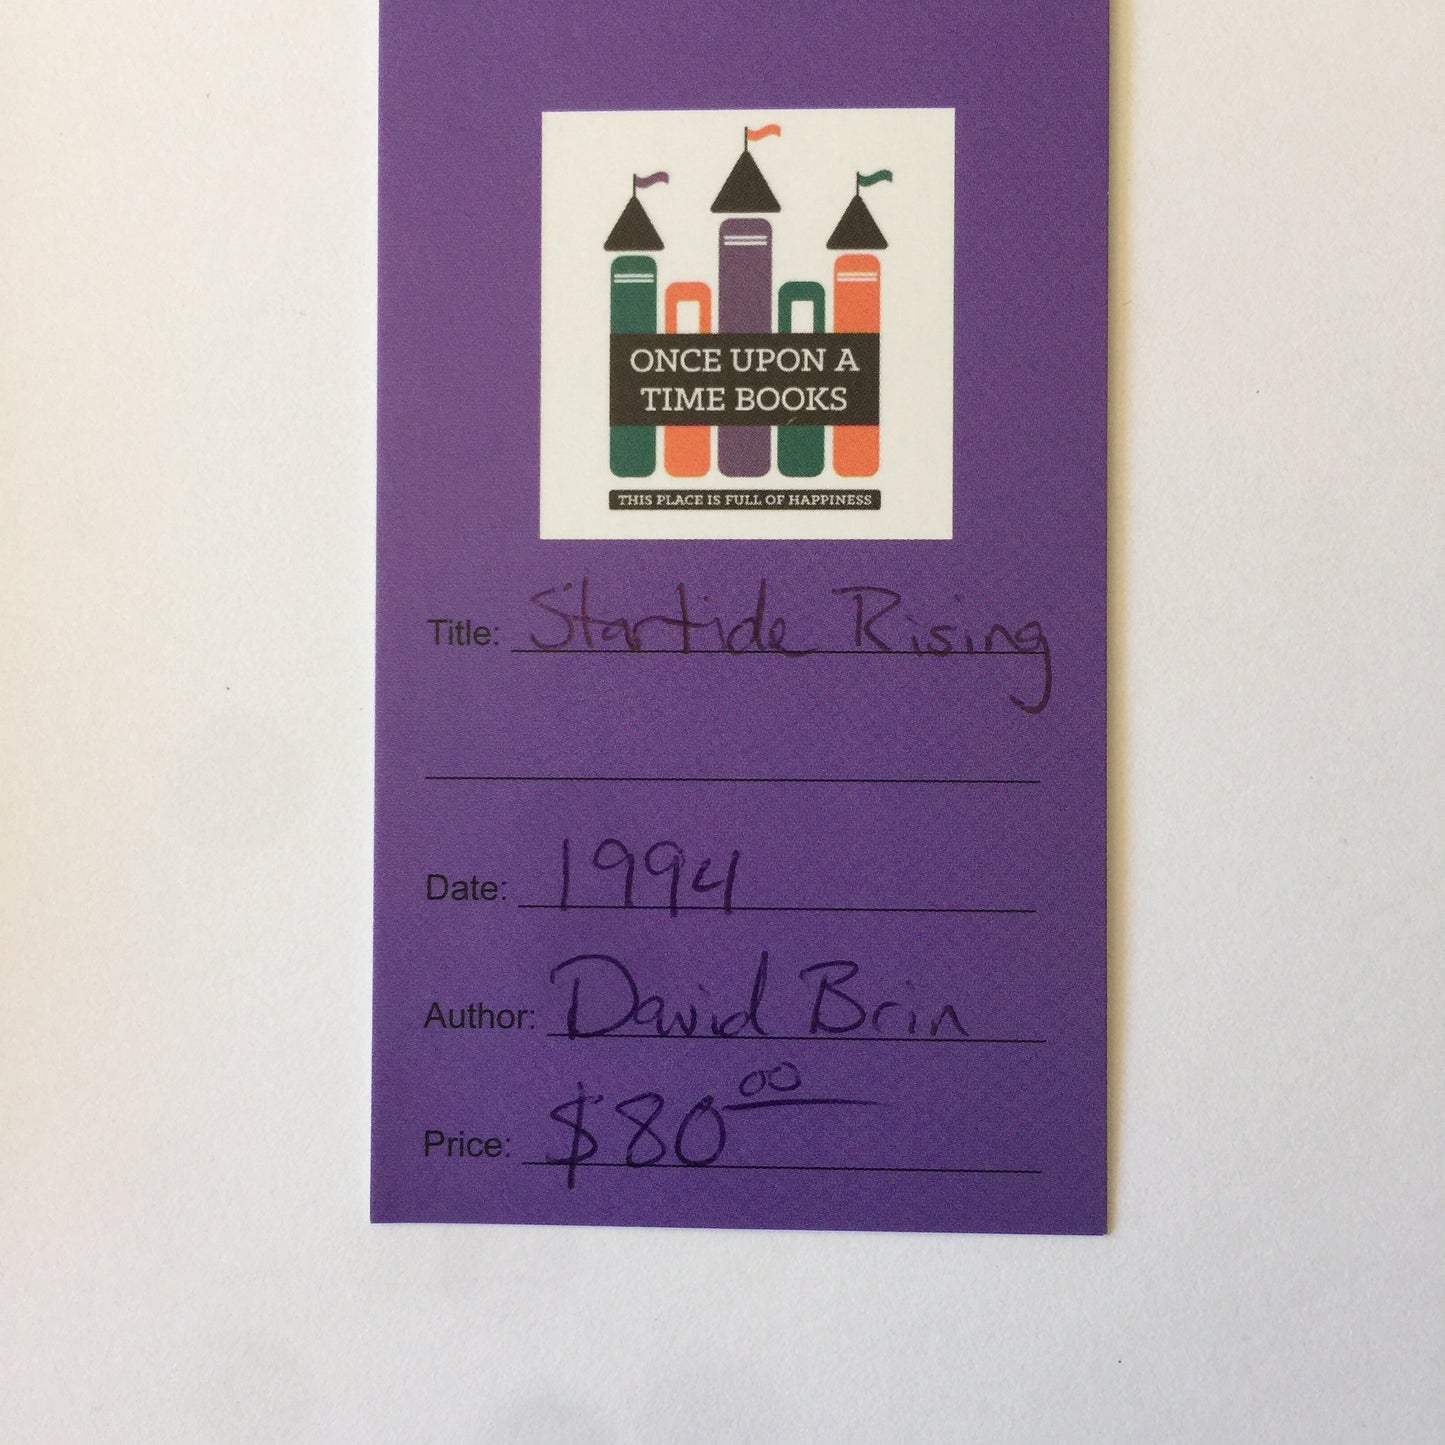 ONCE UPON A
TIME BOOKS
THIS PLACE IS FULL OF HAPPINESS
Title: Startide Rising
Date: 1994
Author: David Brin
Price: $80 00